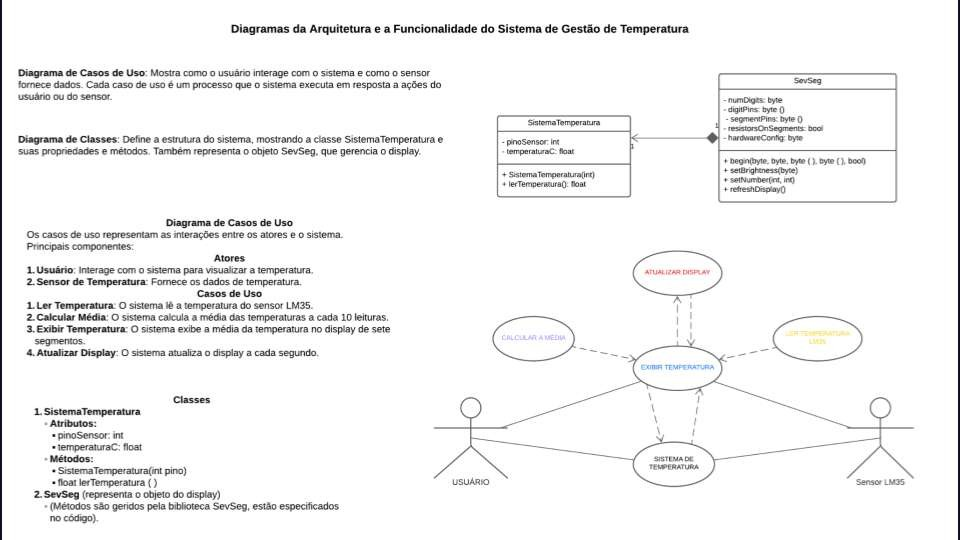 Diagramas da Arquitetura e a Funcionalidade do Sistema de Gestão de Temperatura
Diagrama de Casos de Uso: Mostra como o usuário interage com o sistema e como o sensor
fornece dados. Cada caso de uso é um processo que o sistema executa em resposta a ações do
usuário ou do sensor.
Diagrama de Classes: Define a estrutura do sistema, mostrando a classe SistemaTemperatura e
suas propriedades e métodos. Também representa o objeto SevSeg, que gerencia o display.
Diagrama de Casos de Uso
Os casos de uso representam as interações entre os atores e o sistema.
Principais componentes:
Atores
1. Usuário: Interage com o sistema para visualizar a temperatura.
2. Sensor de Temperatura: Fornece os dados de temperatura.
Casos de Uso
1. Ler Temperatura: O sistema lê a temperatura do sensor LM35.
2. Calcular Média: O sistema calcula a média das temperaturas a cada 10 leituras.
3. Exibir Temperatura: O sistema exibe a média da temperatura no display de sete
segmentos.
4. Atualizar Display: O sistema atualiza o display a cada segundo.
Classes
1. SistemaTemperatura
◦ Atributos:
▪ pinoSensor: int
▪ temperaturaC: float
◦ Métodos:
▪ SistemaTemperatura(int pino)
▪ float lerTemperatura ( )
2. SevSeg (representa o objeto do display)
◦ (Métodos são geridos pela biblioteca SevSeg, estão especificados
no código).
SistemaTemperatura
- pinoSensor: int
- temperaturaC: float
+ SistemaTemperatura(int)
+ lerTemperatura(): float
1
1
SevSeg
- numDigits: byte
- digitPins: byte ()
- segmentPins: byte ()
- resistorsOnSegments: bool
- hardwareConfig: byte
+ begin(byte, byte, byte ( ), byte ( ), bool)
+ setBrightness(byte)
+ setNumber(int, int)
+ refreshDisplay()
ATUALIZAR DISPLAY
CALCULAR A MÉDIA
LER TEMPERATURA
LM35
EXIBIR TEMPERATURA
SISTEMA DE
TEMPERATURA
USUÁRIO
Sensor LM35